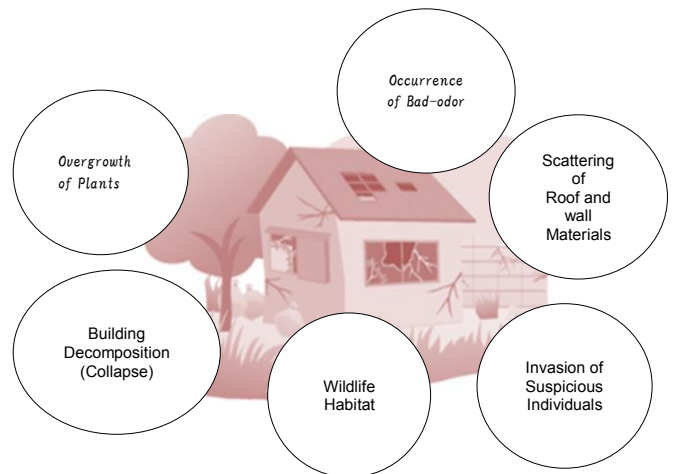 Occurrence
of Bad-odor
Overgrowth
of Plants
Scattering
of
Roof and
wall
Materials
Building
Decomposition
(Collapse)
Wildlife
Habitat
Invasion of
Suspicious
Individuals